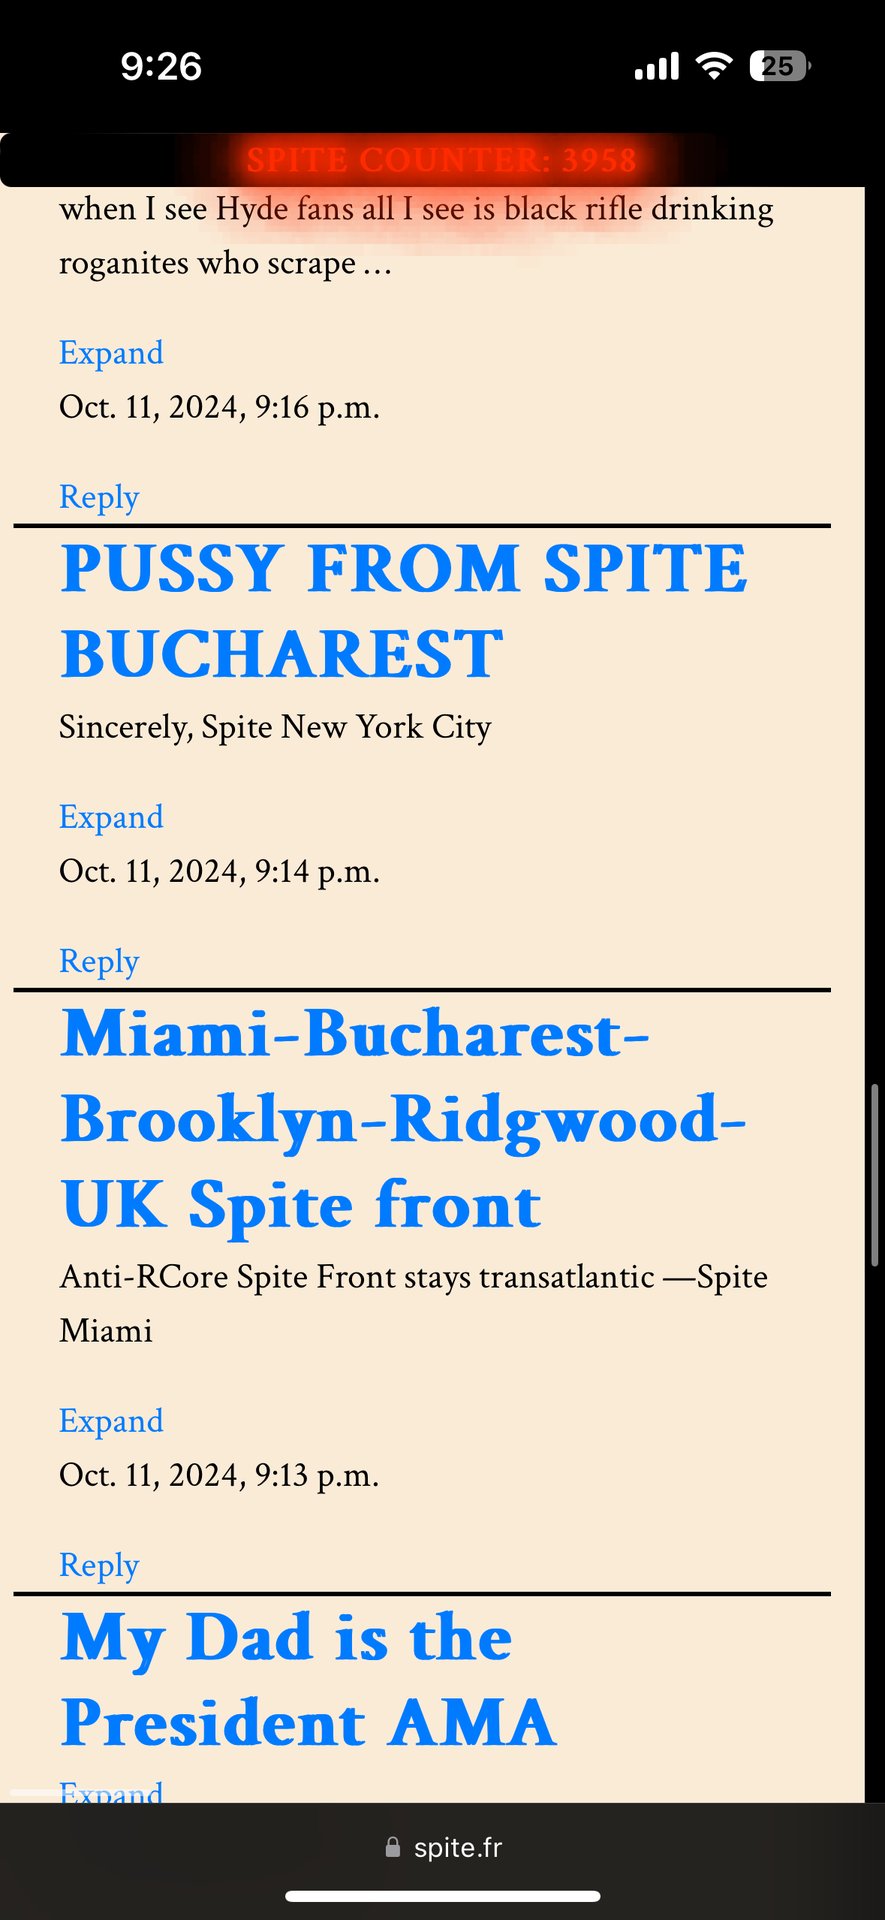 9:26
25
SPITE COUNTER: 3958
when I see Hyde fans all I see is black rifle drinking
roganites who scrape …
Expand
Oct. 11, 2024, 9:16 p.m.
Reply
PUSSY FROM SPITE
BUCHAREST
Sincerely, Spite New York City
Expand
Oct. 11, 2024, 9:14 p.m.
Reply
Miami-Bucharest-
Brooklyn-Ridgwood-
UK Spite front
Anti-RCore Spite Front stays transatlantic —Spite
Miami
Expand
Oct. 11, 2024, 9:13 p.m.
Reply
My Dad is the
President AMA
Expand
spite.fr